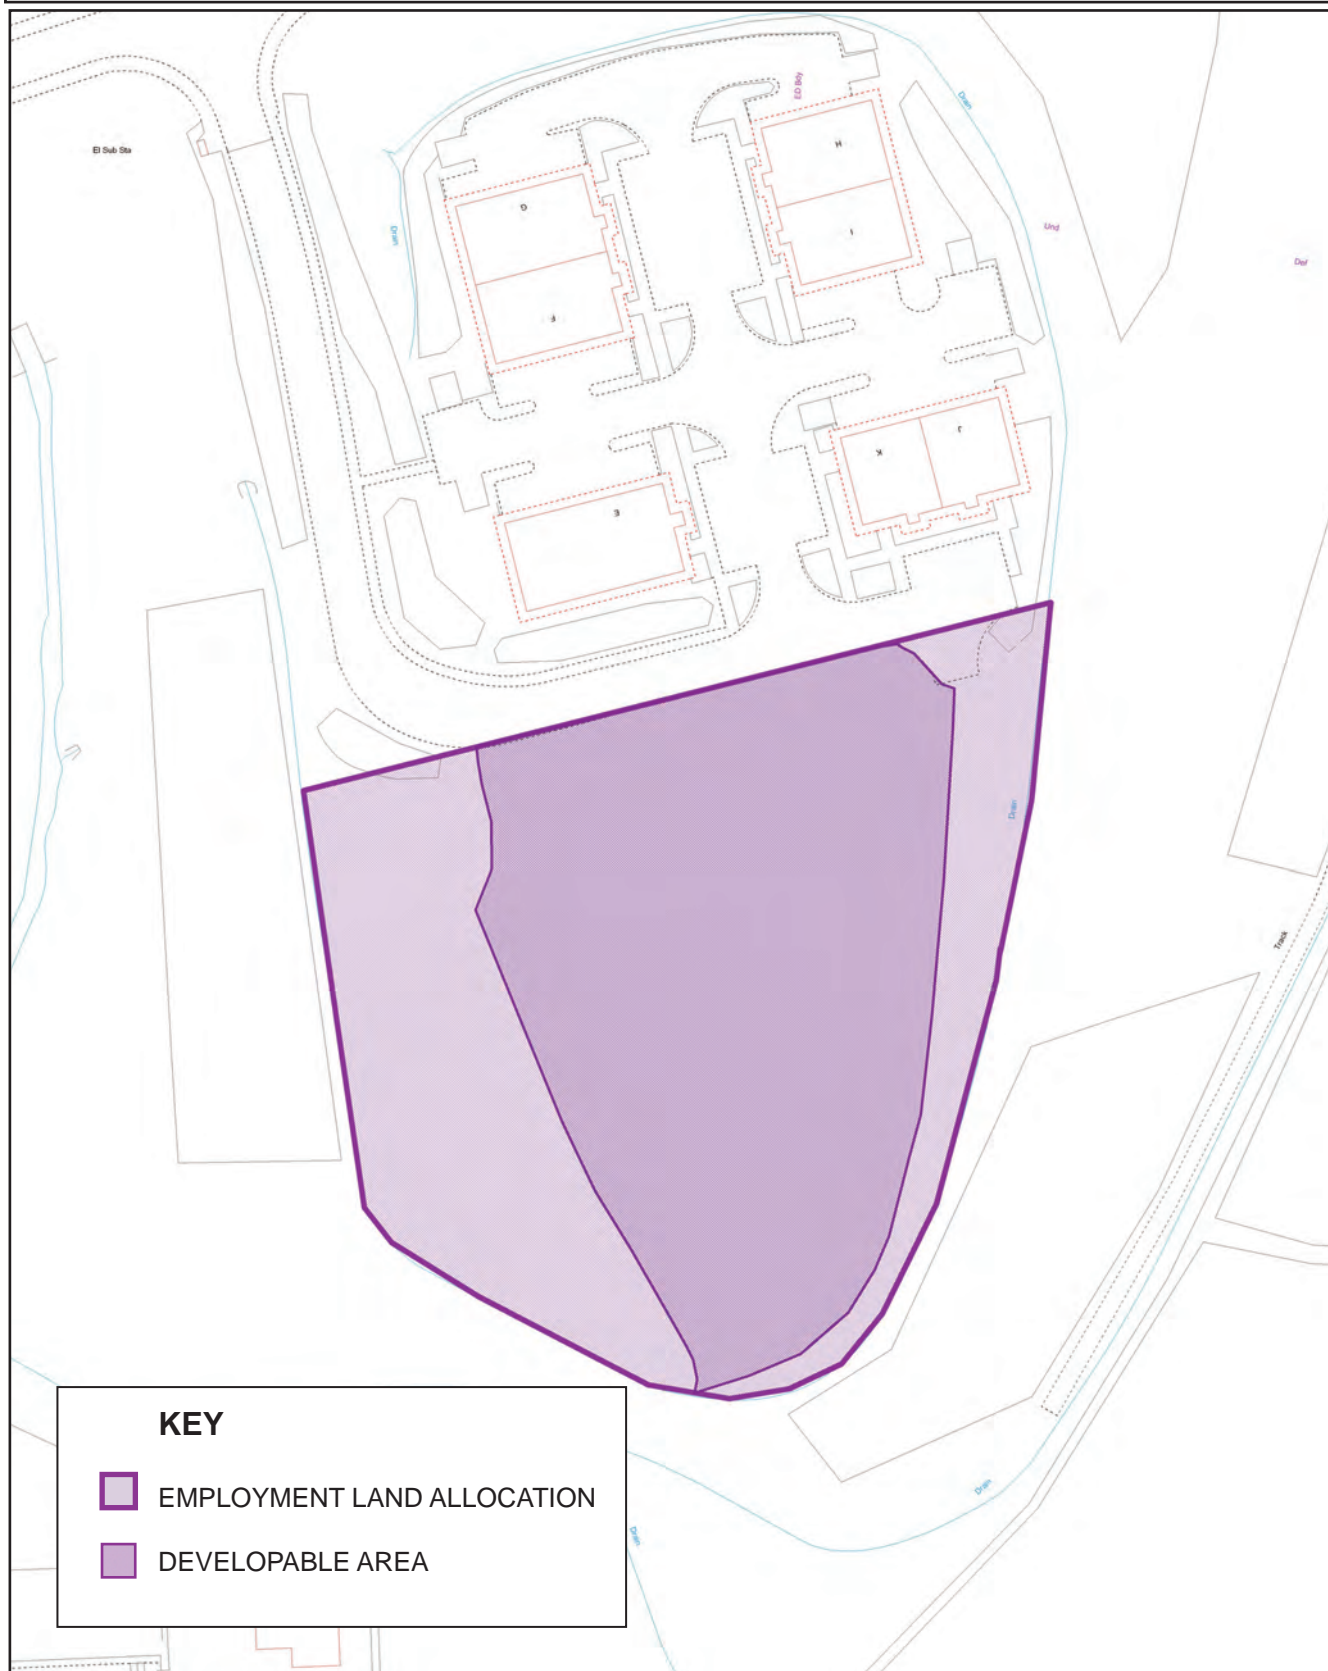 ED Bdy
Drain
El Sub Sta
H
G
Drain
I
Und
Def
F
J
K
E
Drain
Track
KEY
EMPLOYMENT LAND ALLOCATION
DEVELOPABLE AREA
Drain
Drain